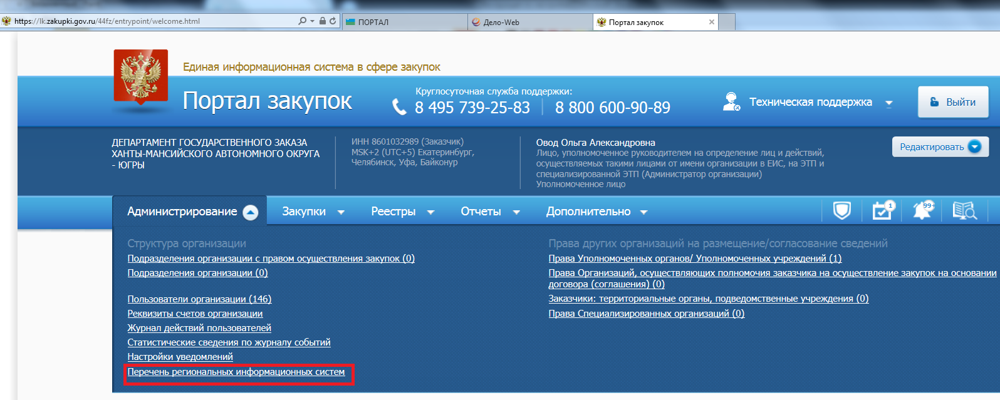 https://lk.zakupki.gov.ru/44fz/entrypoint/welcome.html
ПОРТАЛ
Дело-Web
Портал закупок
Единая информационная система в сфере закупок
Портал закупок
Круглосуточная служба поддержки:
8 495 739-25-83
8 800 600-90-89
Техническая поддержка
Выйти
ДЕПАРТАМЕНТ ГОСУДАРСТВЕННОГО ЗАКАЗА
ХАНТЫ-МАНСИЙСКОГО АВТОНОМНОГО ОКРУГА
- ЮГРЫ
ИНН 8601032989 (Заказчик)
MSK+2 (UTC+5) Екатеринбург,
Челябинск, Уфа, Байконур
Овод Ольга Александровна
Лицо, уполномоченное руководителем на определение лиц и действий,
осуществляемых такими лицами от имени организации в ЕИС, на ЭТП и
специализированной ЭТП (Администратор организации)
Уполномоченное лицо
Редактировать
Администрирование
Закупки
Реестры
Отчеты
Дополнительно
1
99+
Структура организации
Подразделения организации с правом осуществления закупок (0)
Подразделения организации (0)
Пользователи организации (146)
Реквизиты счетов организации
Журнал действий пользователей
Статистические сведения по журналу событий
Настройки уведомлений
Перечень региональных информационных систем
Права других организаций на размещение/согласование сведений
Права Уполномоченных органов/ Уполномоченных учреждений (1)
Права Организаций, осуществляющих полномочия заказчика на осуществление закупок на основании
договора (соглашения) (0)
Заказчики: территориальные органы, подведомственные учреждения (0)
Права Специализированных организаций (0)